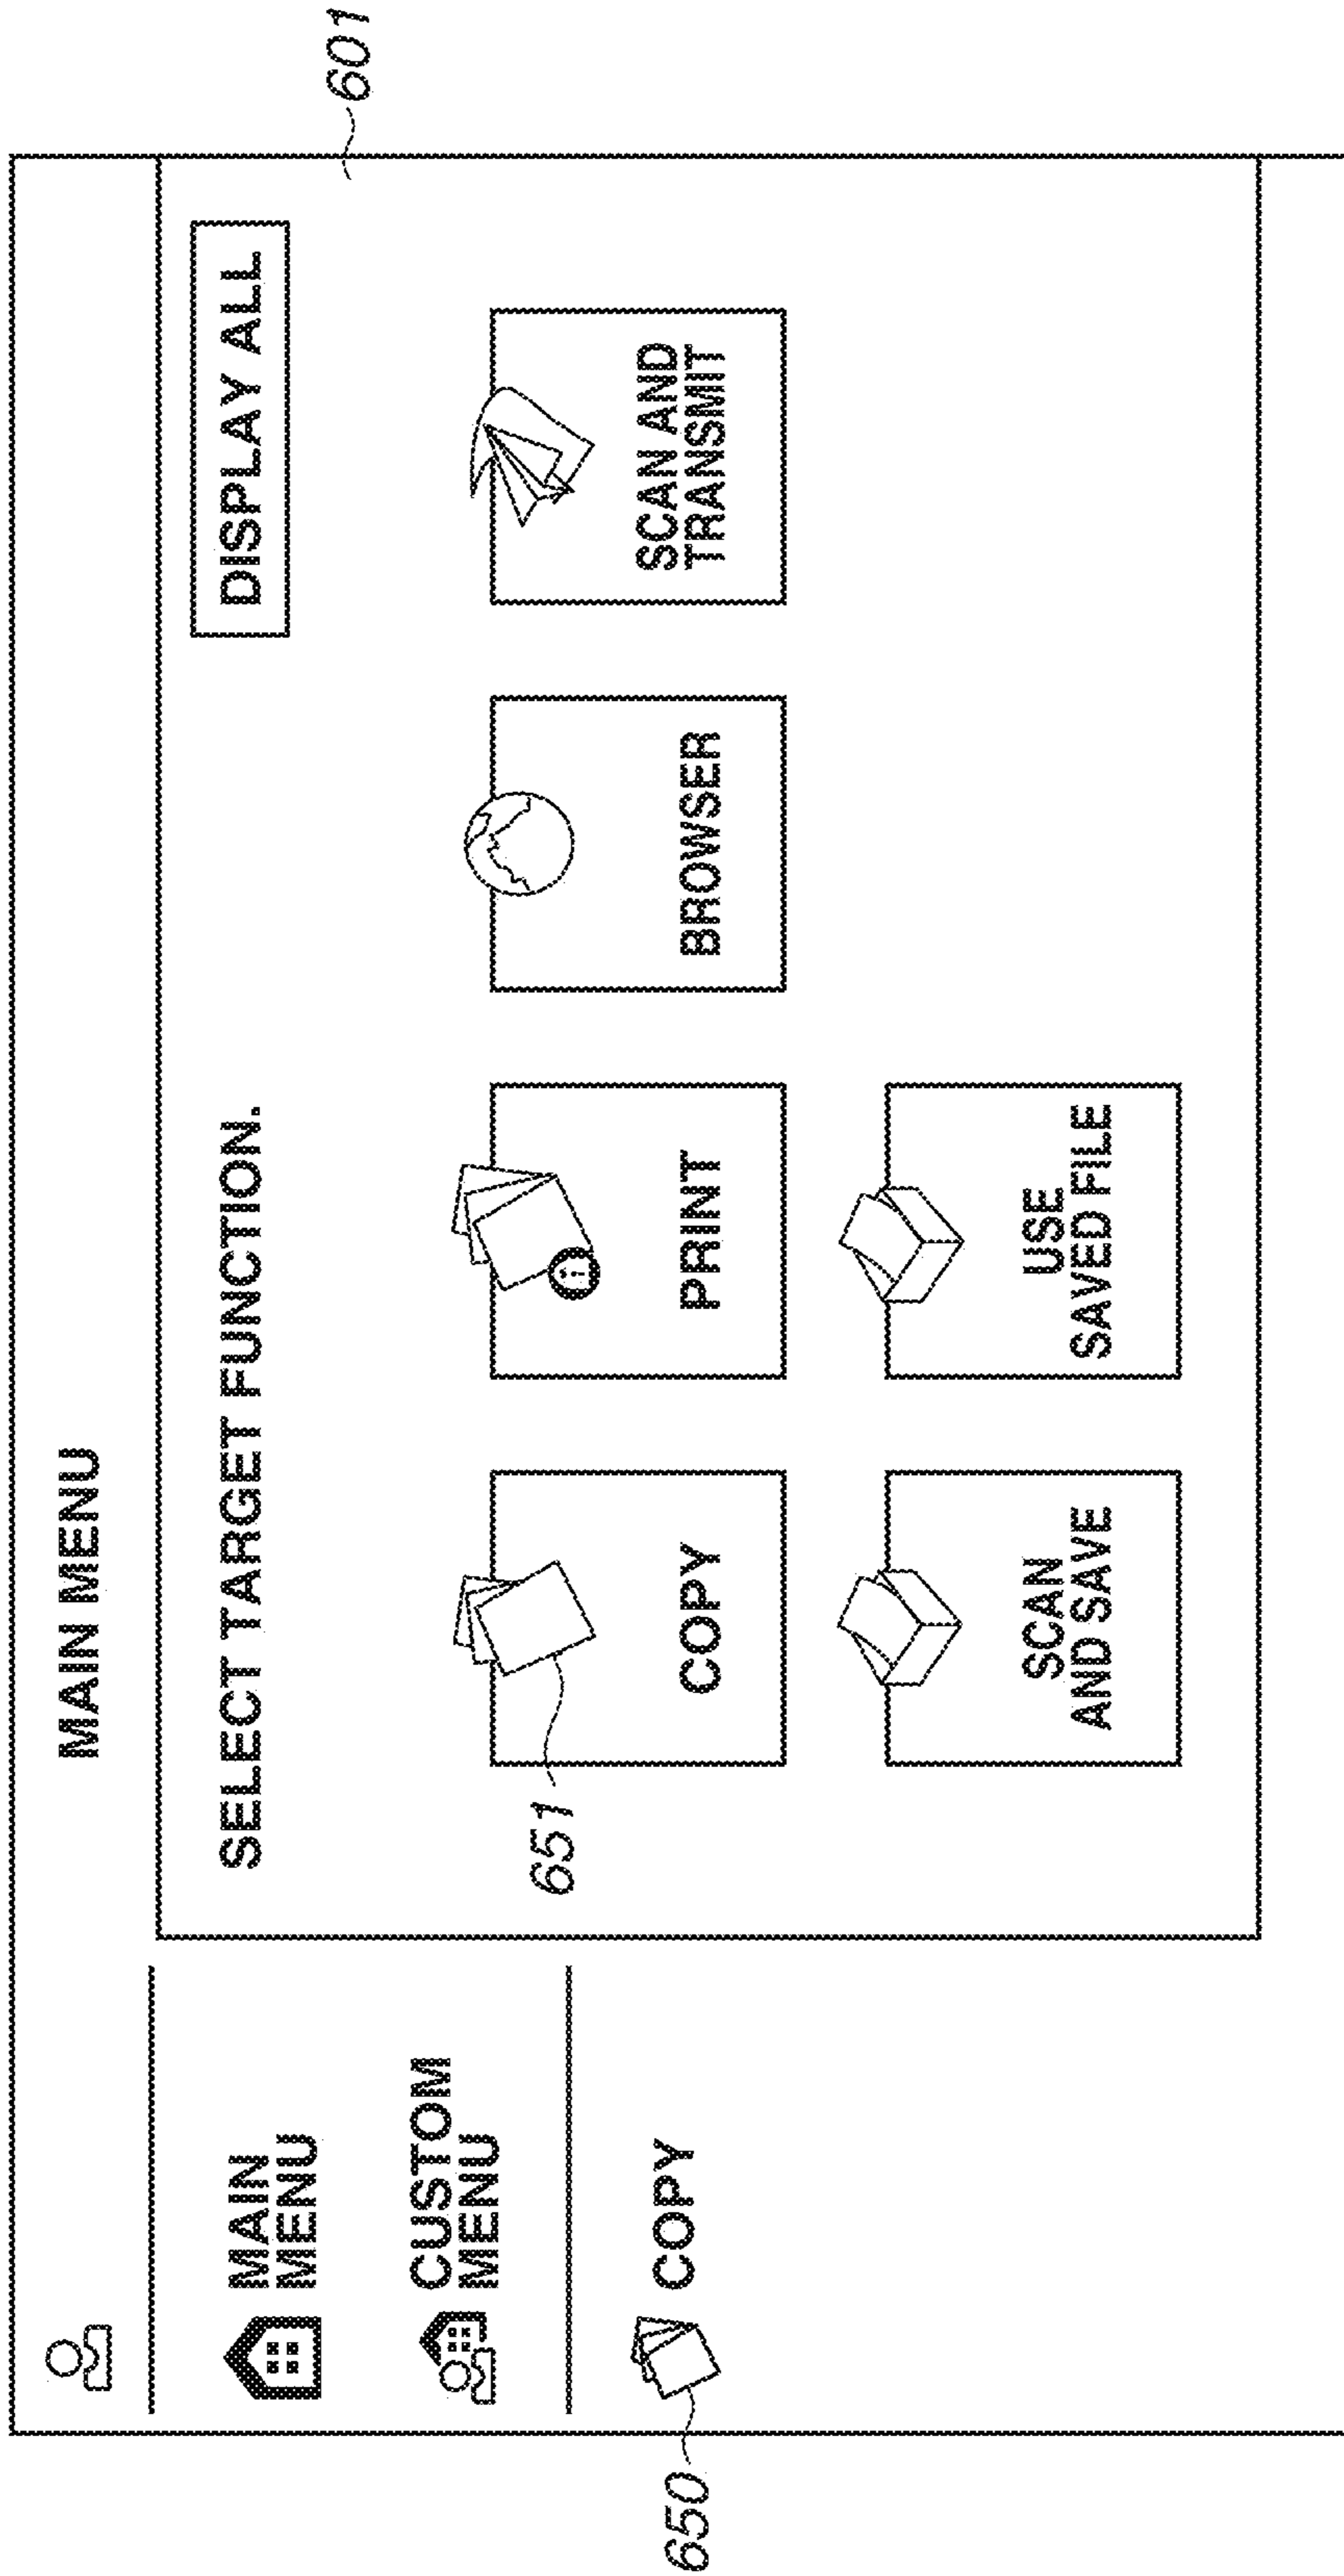 601
MAIN MENU
MAIN
MENU
CUSTOM
MENU
COPY
650
SELECT TARGET FUNCTION.
DISPLAY ALL
651
COPY
PRINT
BROWSER
SCAN AND
TRANSMIT
SCAN
AND SAVE
USE
SAVED FILE